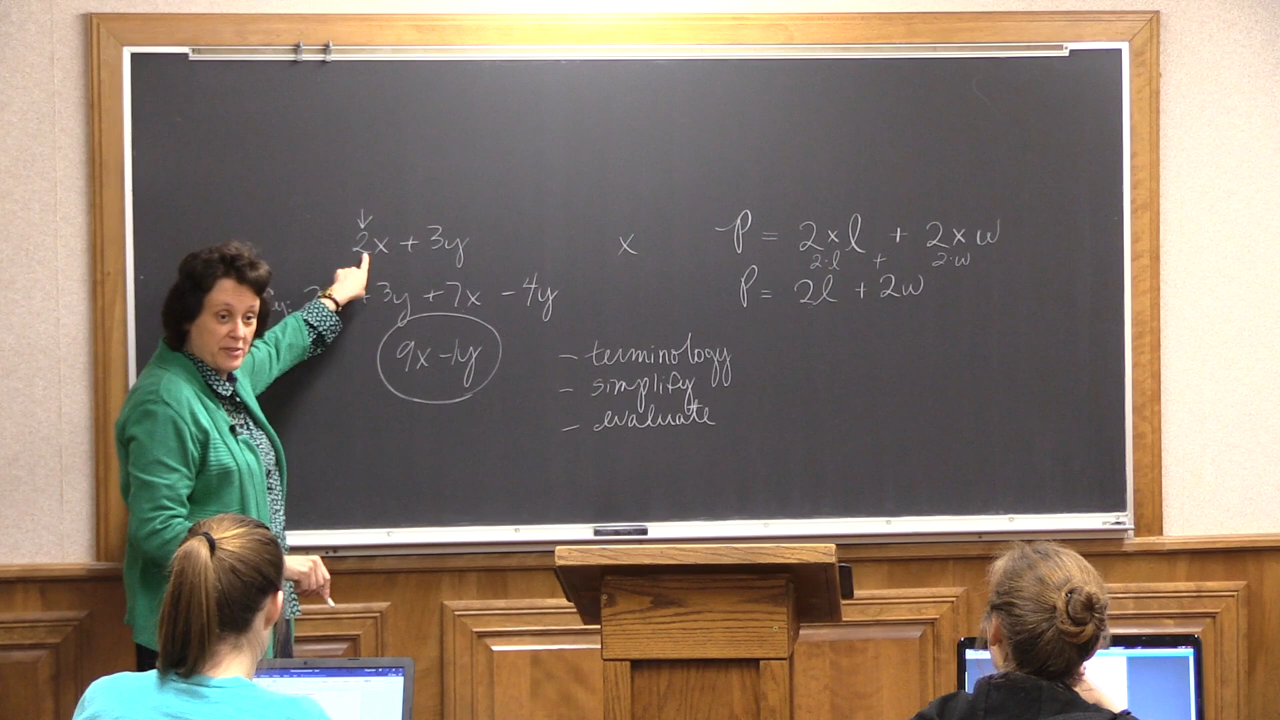 ↓
2x + 3y
+ 3y + 7x - 4y
9x - 1y
- terminology
- simplify
- evaluate
x
P = 2 x l + 2 x w
2·l + 2·w
P = 2l + 2w